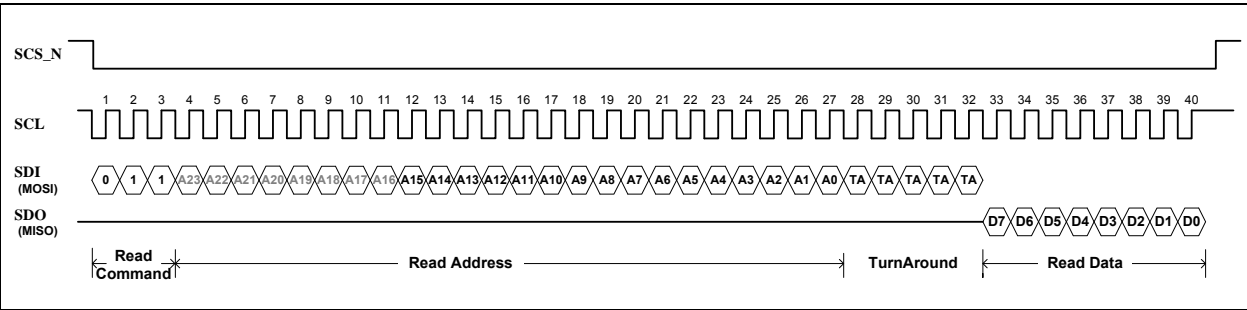 SCS_N
1 2 3 4 5 6 7 8 9 10 11 12 13 14 15 16 17 18 19 20 21 22 23 24 25 26 27 28 29 30 31 32 33 34 35 36 37 38 39 40
SCL
SDI
(MOSI)
0 1 1 A23 A22 A21 A20 A19 A18 A17 A16 A15 A14 A13 A12 A11 A10 A9 A8 A7 A6 A5 A4 A3 A2 A1 A0 TA TA TA TA TA
SDO
(MISO)
D7 D6 D5 D4 D3 D2 D1 D0
Read
Command
Read Address
TurnAround
Read Data